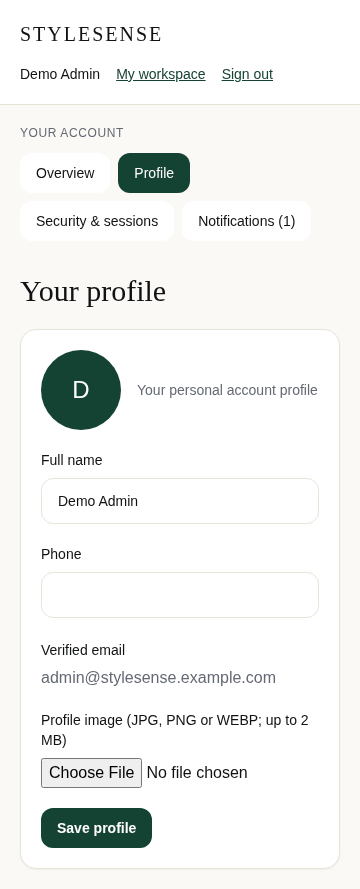 STYLESENSE
Demo Admin My workspace Sign out
YOUR ACCOUNT
Overview Profile
Security & sessions Notifications (1)
Your profile
D Your personal account profile
Full name
Demo Admin
Phone
Verified email
admin@stylesense.example.com
Profile image (JPG, PNG or WEBP; up to 2
MB)
Choose File No file chosen
Save profile